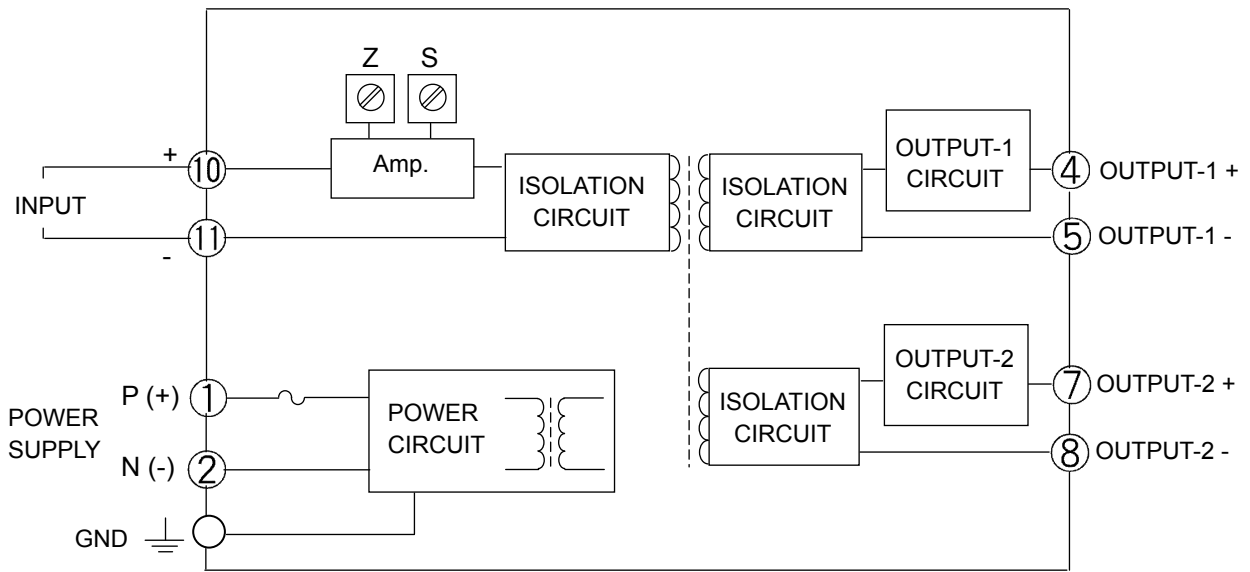 Z
S
+
10
Amp.
INPUT
-
11
ISOLATION
CIRCUIT
ISOLATION
CIRCUIT
OUTPUT-1
CIRCUIT
4
OUTPUT-1 +
5
OUTPUT-1 -
POWER
SUPPLY
P (+)
1
N (-)
2
GND
POWER
CIRCUIT
ISOLATION
CIRCUIT
OUTPUT-2
CIRCUIT
7
OUTPUT-2 +
8
OUTPUT-2 -